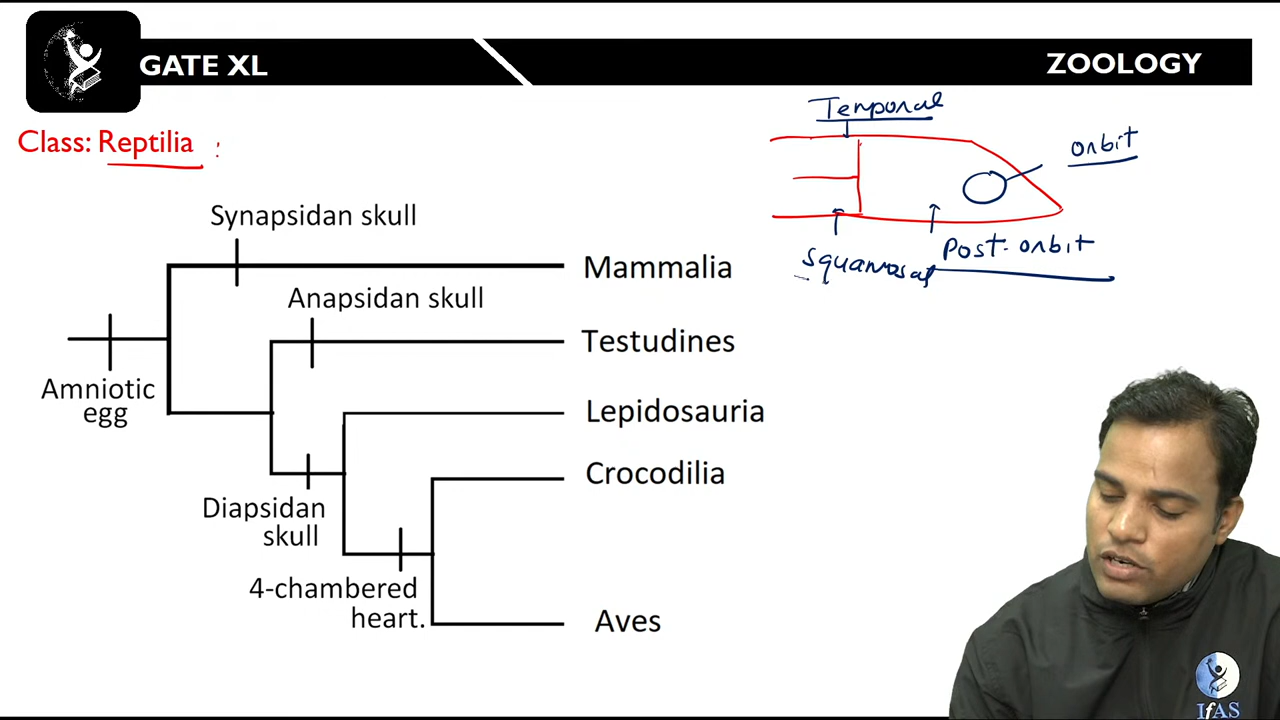 GATE XL
ZOOLOGY
Class: Reptilia :
Temporal
orbit
Squamosal
Post-orbit
Synapsidan skull
Mammalia
Anapsidan skull
Testudines
Amniotic
egg
Lepidosauria
Crocodilia
Diapsidan
skull
4-chambered
heart.
Aves
IfAS